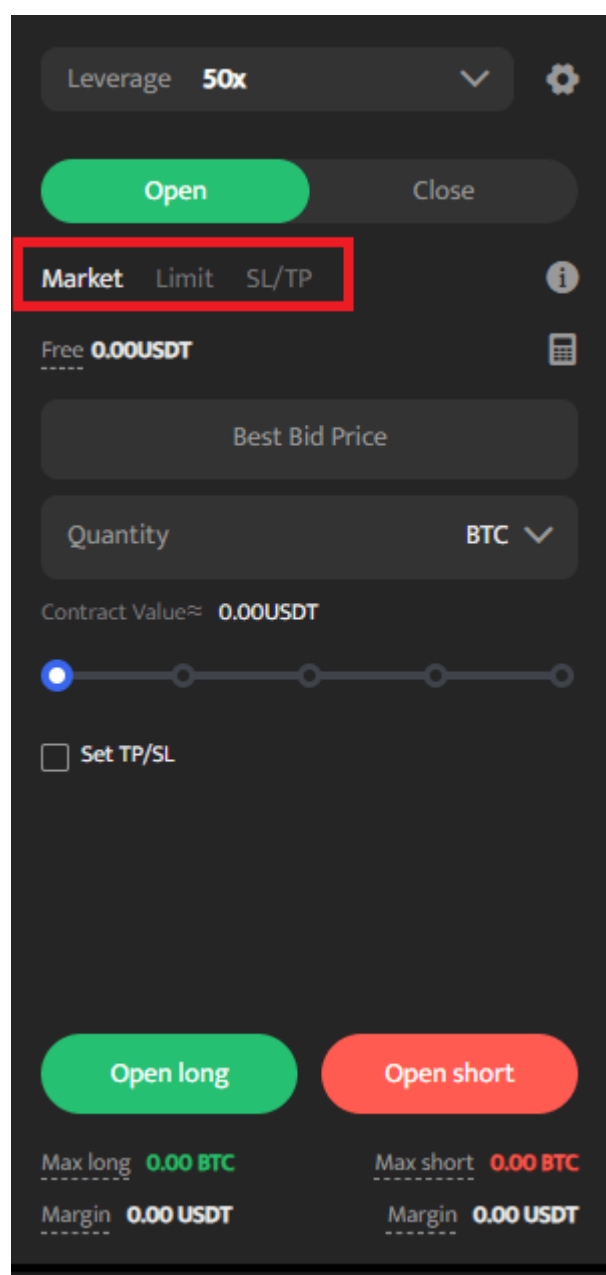 Leverage 50x
Open Close
Market Limit SL/TP
Free 0.00USDT
Best Bid Price
Quantity BTC
Contract Value≈ 0.00USDT
Set TP/SL
Open long Open short
Max long 0.00 BTC Max short 0.00 BTC
Margin 0.00 USDT Margin 0.00 USDT